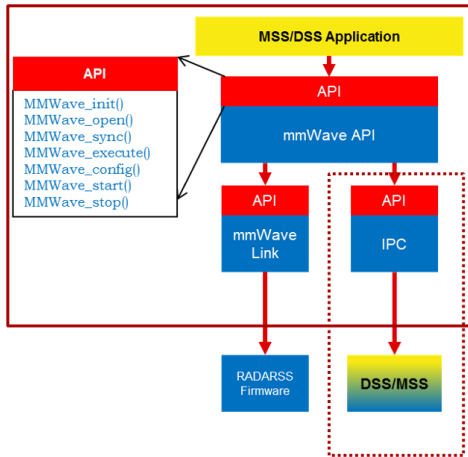 MSS/DSS Application
API
MMWave_init()
MMWave_open()
MMWave_sync()
MMWave_execute()
MMWave_config()
MMWave_start()
MMWave_stop()
API
mmWave API
API
mmWave
Link
API
IPC
RADARSS
Firmware
DSS/MSS